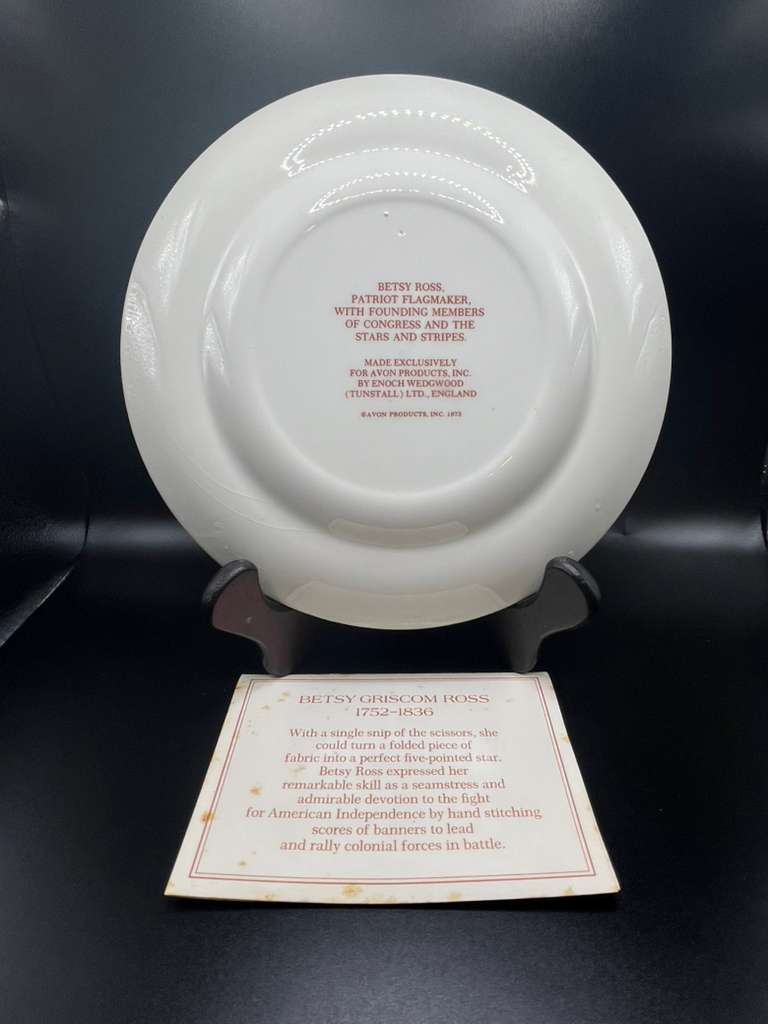 BETSY ROSS,
PATRIOT FLAGMAKER,
WITH FOUNDING MEMBERS
OF CONGRESS AND THE
STARS AND STRIPES.
MADE EXCLUSIVELY
FOR AVON PRODUCTS, INC.
BY ENOCH WEDGWOOD
(TUNSTALL) LTD., ENGLAND
©AVON PRODUCTS, INC. 1973
BETSY GRISCOM ROSS
1752–1836
With a single snip of the scissors, she
could turn a folded piece of
fabric into a perfect five-pointed star.
Betsy Ross expressed her
remarkable skill as a seamstress and
admirable devotion to the fight
for American Independence by hand stitching
scores of banners to lead
and rally colonial forces in battle.